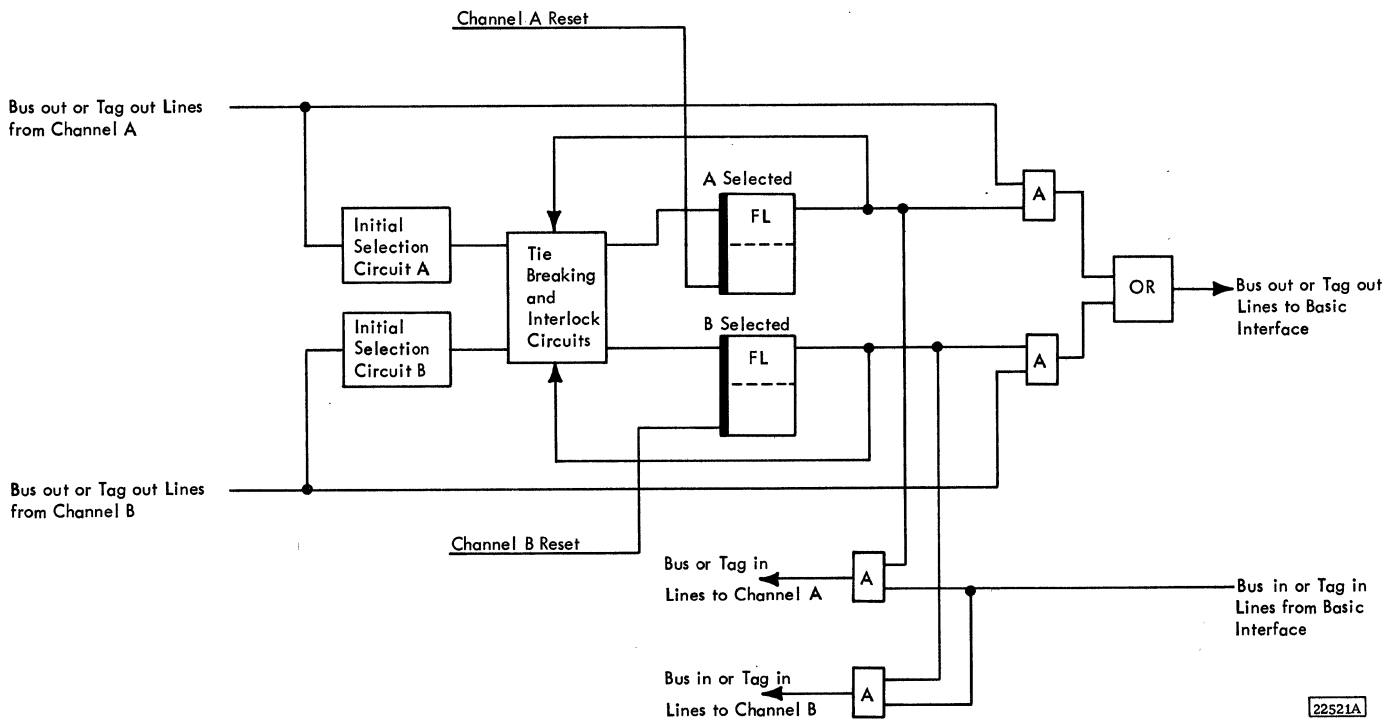 Channel A Reset
Bus out or Tag out Lines
from Channel A
A Selected
FL
A
Initial
Selection
Circuit A
Tie
Breaking
and
Interlock
Circuits
OR
Bus out or Tag out
Lines to Basic
Interface
Initial
Selection
Circuit B
B Selected
FL
A
Bus out or Tag out Lines
from Channel B
Channel B Reset
Bus or Tag in
Lines to Channel A
A
Bus in or Tag in
Lines from Basic
Interface
Bus in or Tag in
Lines to Channel B
A
22521A